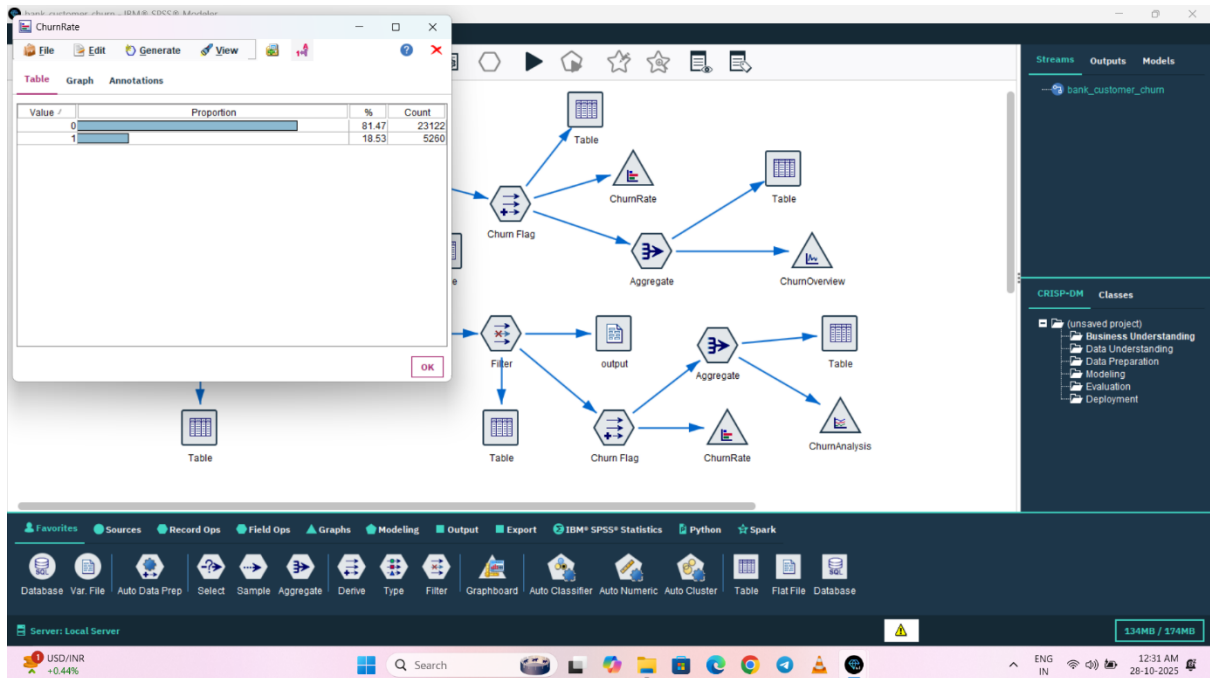 bank_customer_churn - IBM® SPSS® Modeler
ChurnRate
File Edit Generate View
Table Graph Annotations
Value Proportion % Count
0 81.47 23122
1 18.53 5260
OK
Table
ChurnRate
Table
Churn Flag
Aggregate
ChurnOverview
Filter
output
Aggregate
Table
Table
Table
Churn Flag
ChurnRate
ChurnAnalysis
Streams Outputs Models
bank_customer_churn
CRISP-DM Classes
(unsaved project)
Business Understanding
Data Understanding
Data Preparation
Modeling
Evaluation
Deployment
Favorites Sources Record Ops Field Ops Graphs Modeling Output Export IBM® SPSS® Statistics Python Spark
Database Var. File Auto Data Prep Select Sample Aggregate Derive Type Filter Graphboard Auto Classifier Auto Numeric Auto Cluster Table Flat File Database
Server: Local Server
134MB / 174MB
1 USD/INR
+0.44%
Search
ENG
IN
12:31 AM
28-10-2025